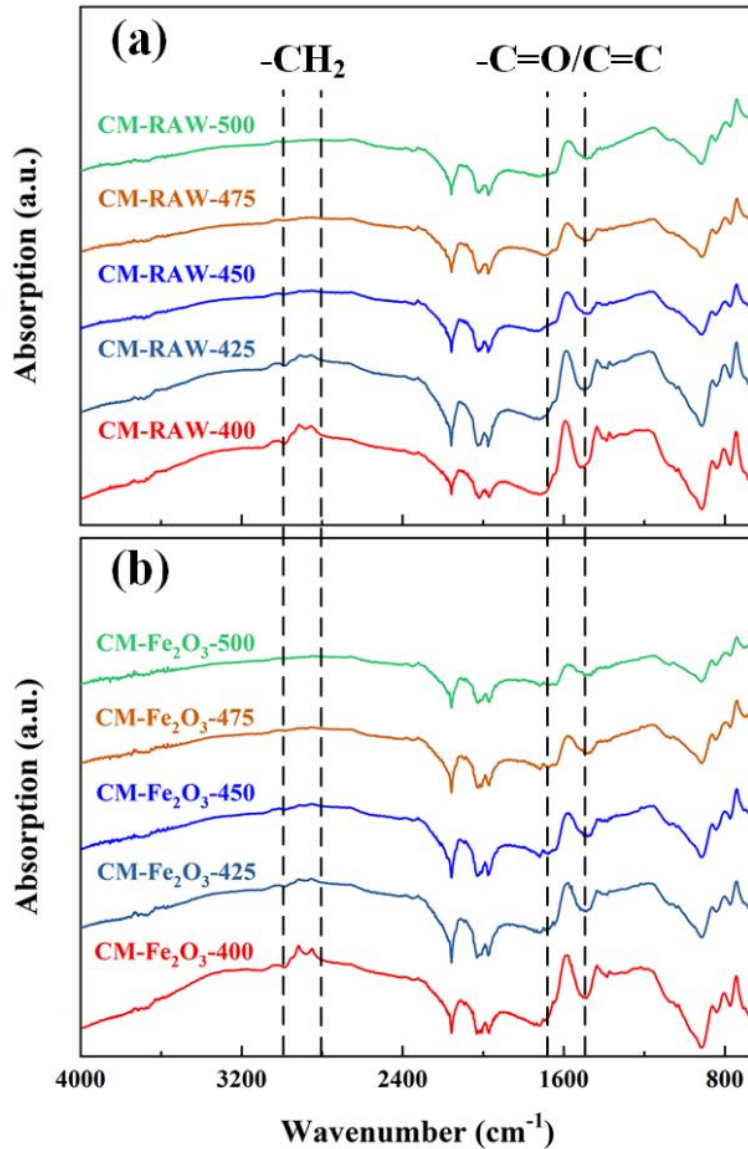 (a)
-CH₂
-C=O/C=C
CM-RAW-500
CM-RAW-475
CM-RAW-450
CM-RAW-425
CM-RAW-400
Absorption (a.u.)
(b)
CM-Fe₂O₃-500
CM-Fe₂O₃-475
CM-Fe₂O₃-450
CM-Fe₂O₃-425
CM-Fe₂O₃-400
Absorption (a.u.)
4000 3200 2400 1600 800
Wavenumber (cm⁻¹)